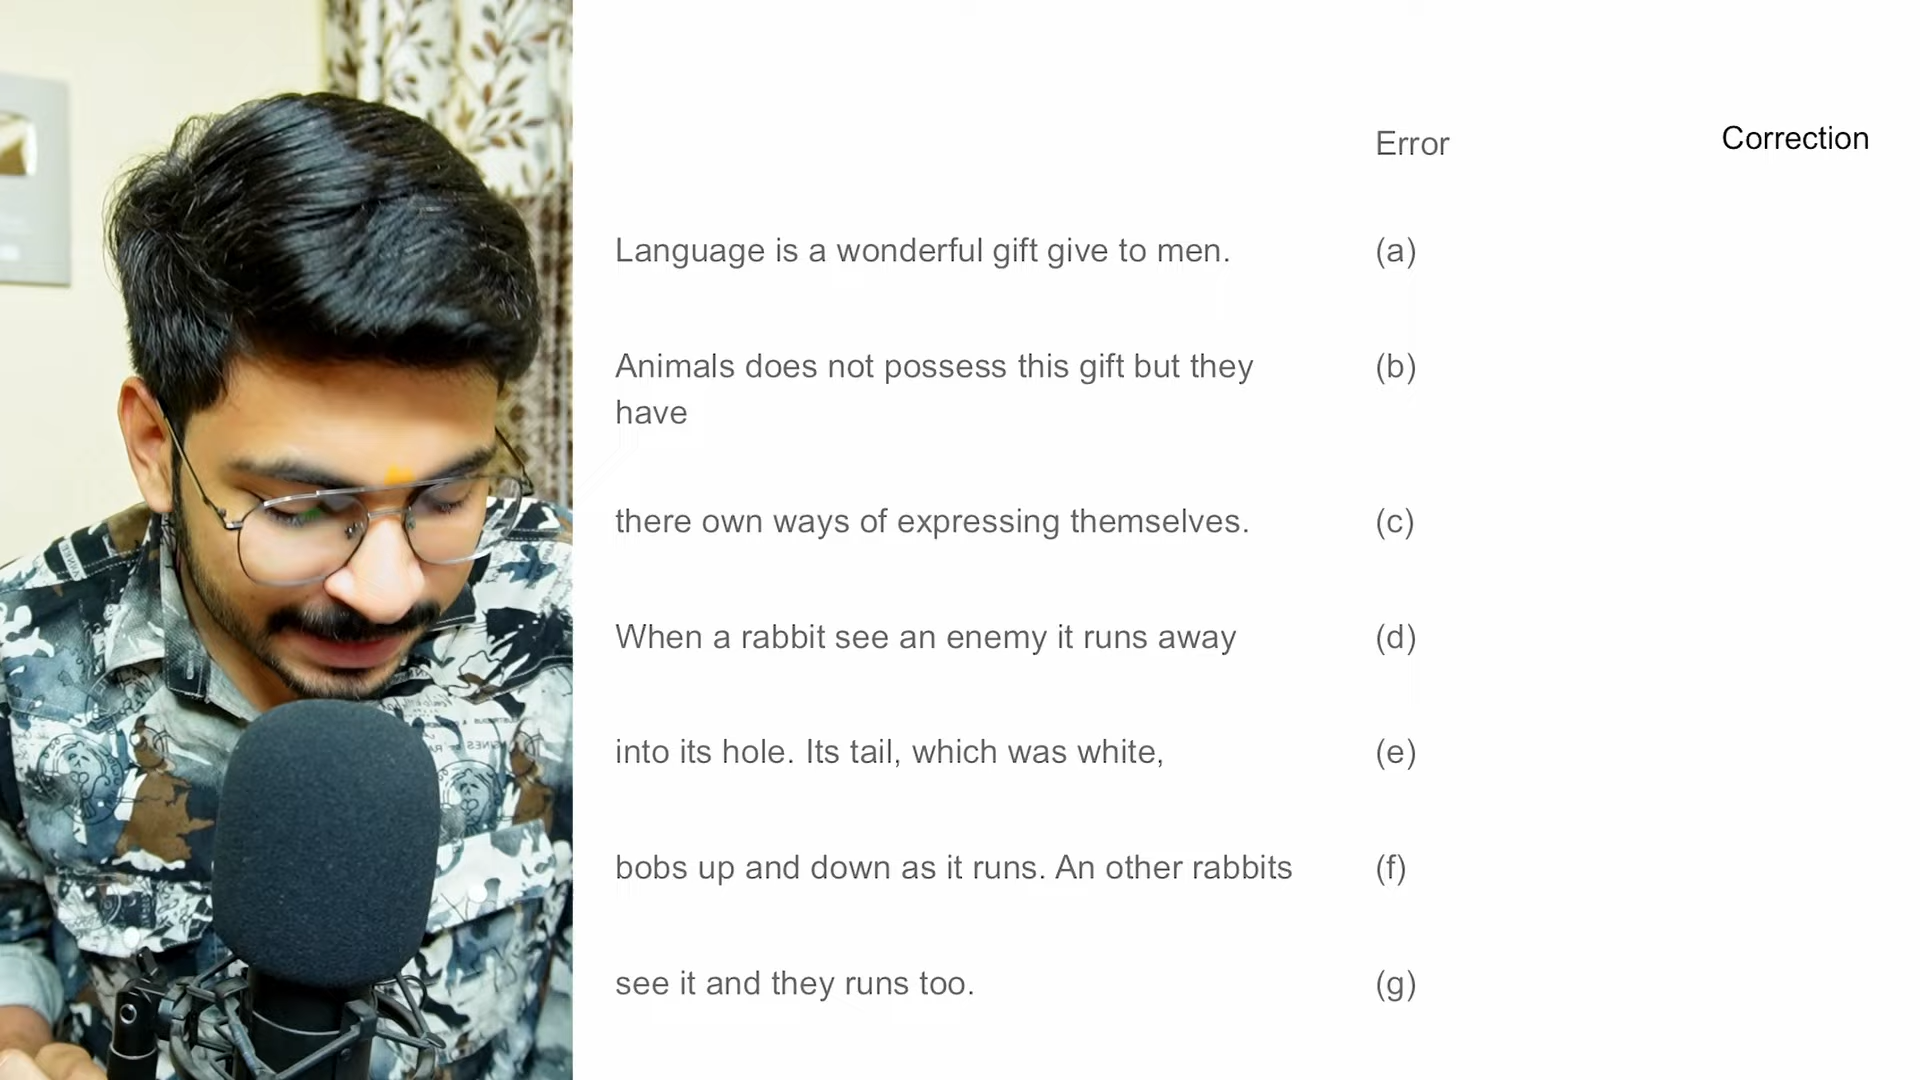 Error
Correction
Language is a wonderful gift give to men.
(a)
Animals does not possess this gift but they
have
(b)
there own ways of expressing themselves.
(c)
When a rabbit see an enemy it runs away
(d)
into its hole. Its tail, which was white,
(e)
bobs up and down as it runs. An other rabbits
(f)
see it and they runs too.
(g)